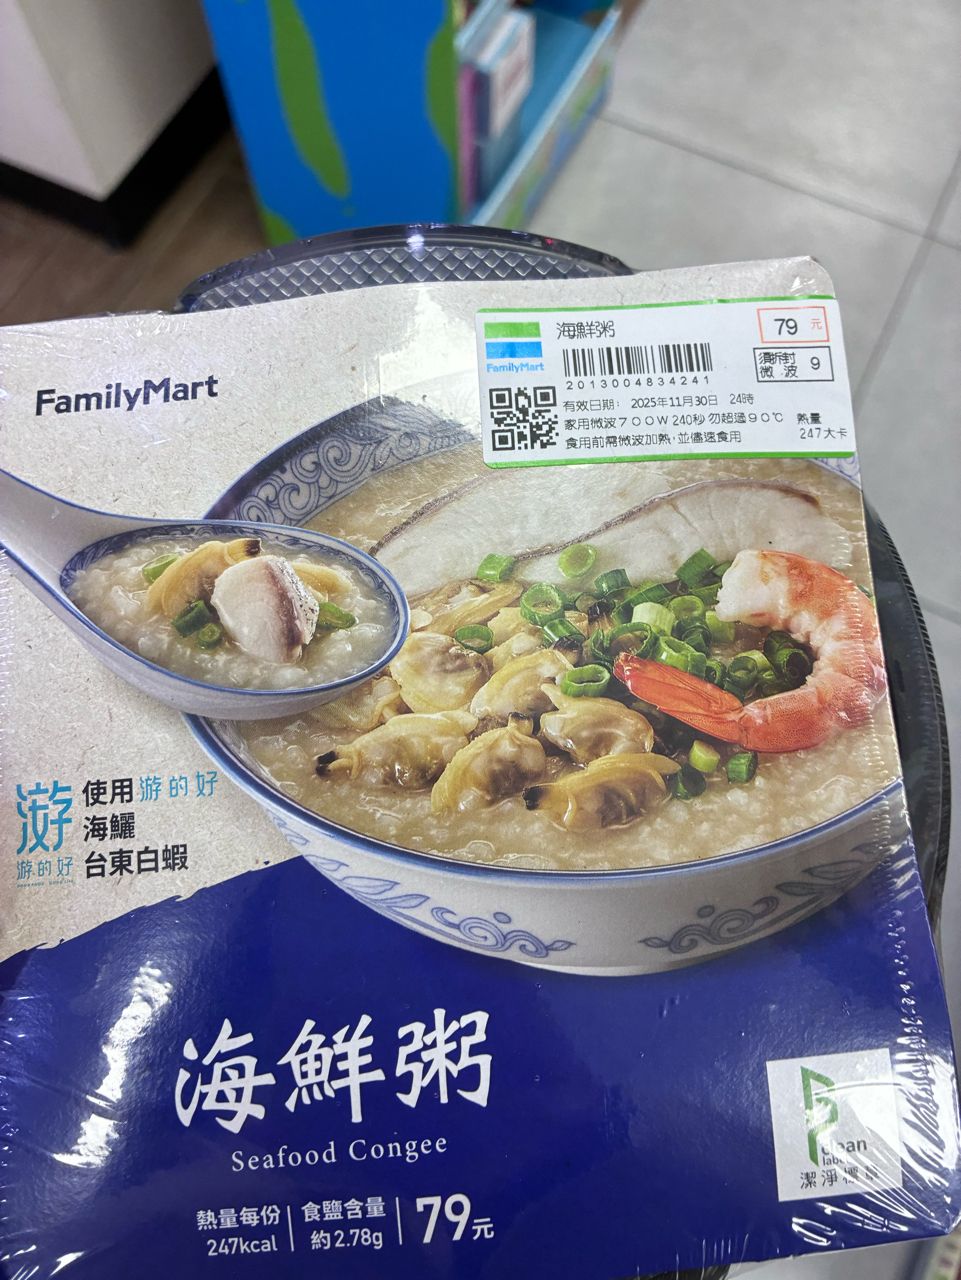 FamilyMart
海鮮粥
79元
FamilyMart
須拆封
微波 9
2013004834241
有效日期: 2025年11月30日 24時
家用微波700W 240秒 勿超過90℃
熱量
食用前需微波加熱,並儘速食用
247大卡
游
游的好
使用游的好
海鱺
台東白蝦
海鮮粥
Seafood Congee
熱量每份
247kcal
食鹽含量
約2.78g
79元
clean
label
潔淨標章